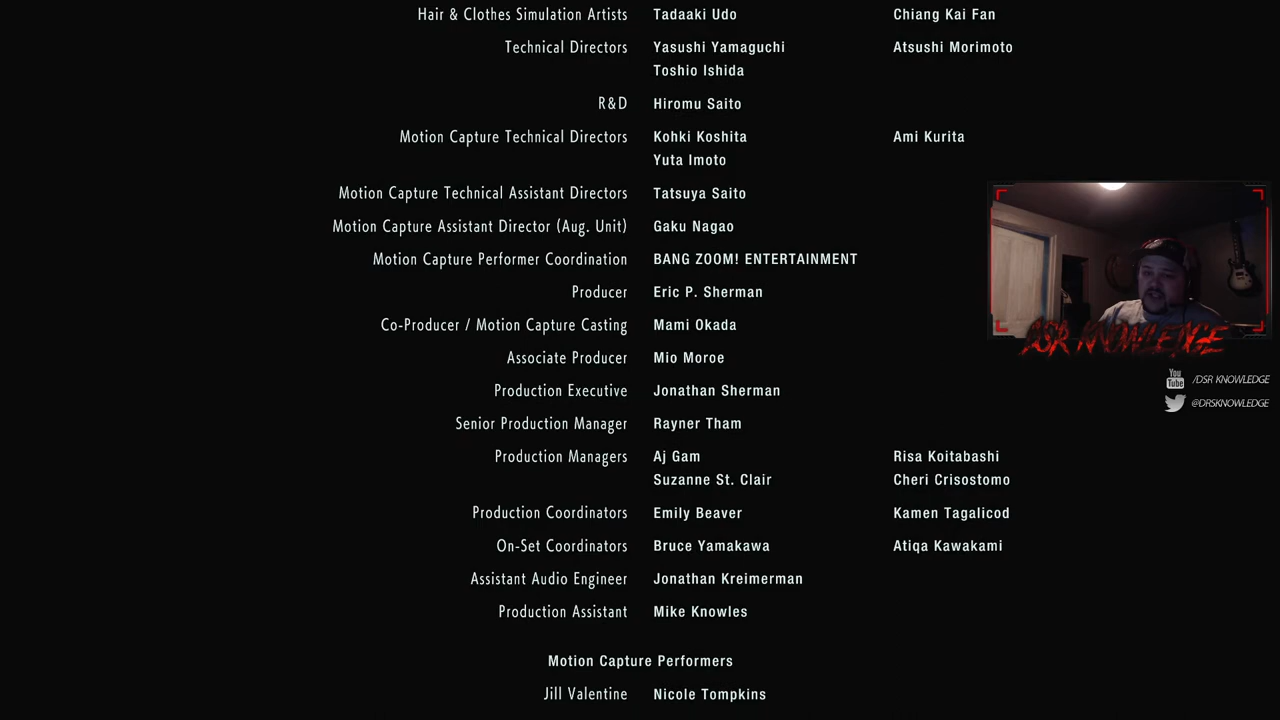 Hair & Clothes Simulation Artists Tadaaki Udo Chiang Kai Fan
Technical Directors Yasushi Yamaguchi Atsushi Morimoto
Toshio Ishida
R&D Hiromu Saito
Motion Capture Technical Directors Kohki Koshita Ami Kurita
Yuta Imoto
Motion Capture Technical Assistant Directors Tatsuya Saito
Motion Capture Assistant Director (Aug. Unit) Gaku Nagao
Motion Capture Performer Coordination BANG ZOOM! ENTERTAINMENT
Producer Eric P. Sherman
Co-Producer / Motion Capture Casting Mami Okada
Associate Producer Mio Moroe
Production Executive Jonathan Sherman
Senior Production Manager Rayner Tham
Production Managers Aj Gam Risa Koitabashi
Suzanne St. Clair Cheri Crisostomo
Production Coordinators Emily Beaver Kamen Tagalicod
On-Set Coordinators Bruce Yamakawa Atiqa Kawakami
Assistant Audio Engineer Jonathan Kreimerman
Production Assistant Mike Knowles
Motion Capture Performers
Jill Valentine Nicole Tompkins
DSR KNOWLEDGE
You Tube /DSR KNOWLEDGE
@DRSKNOWLEDGE